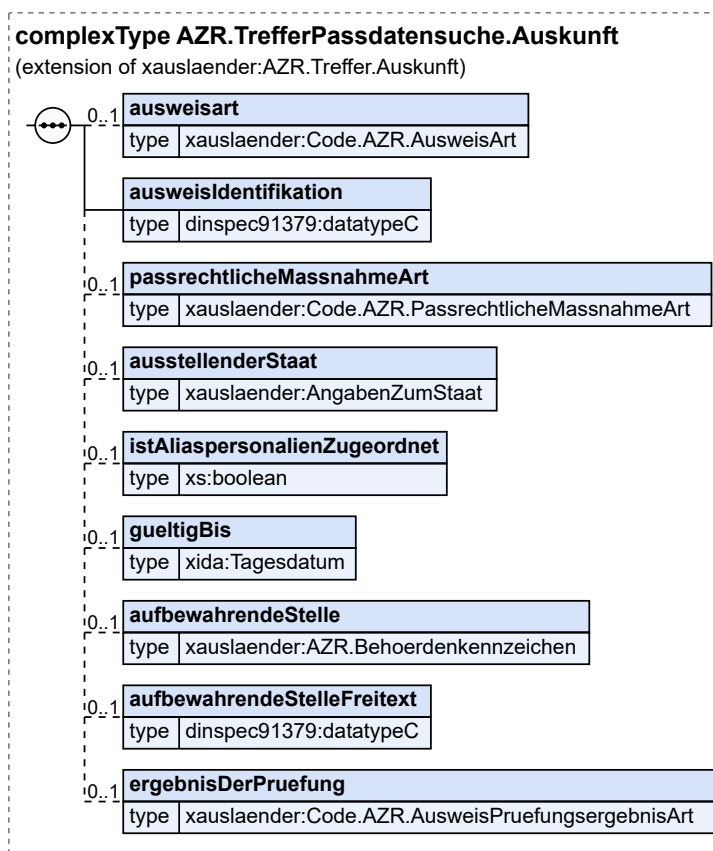 complexType AZR.TrefferPassdatensuche.Auskunft
(extension of xauslaender:AZR.Treffer.Auskunft)
0..1 ausweisart
type xauslaender:Code.AZR.AusweisArt
ausweisIdentifikation
type dinspec91379:datatypeC
0..1 passrechtlicheMassnahmeArt
type xauslaender:Code.AZR.PassrechtlicheMassnahmeArt
0..1 ausstellenderStaat
type xauslaender:AngabenZumStaat
0..1 istAliaspersonalienZugeordnet
type xs:boolean
0..1 gueltigBis
type xida:Tagesdatum
0..1 aufbewahrendeStelle
type xauslaender:AZR.Behoerdenkennzeichen
0..1 aufbewahrendeStelleFreitext
type dinspec91379:datatypeC
0..1 ergebnisDerPruefung
type xauslaender:Code.AZR.AusweisPruefungsergebnisArt